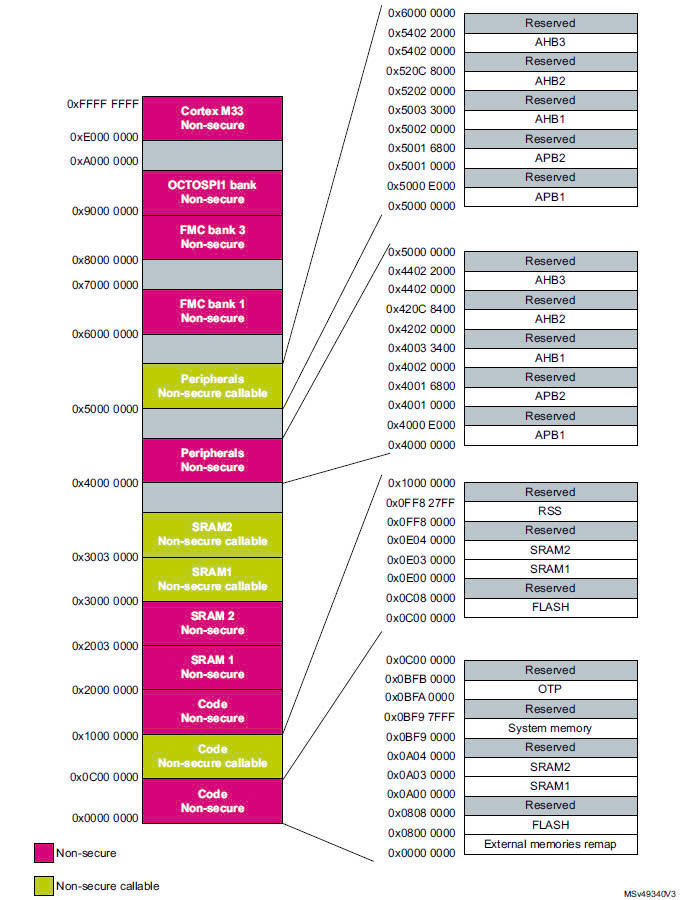 0xFFFF FFFF
Cortex M33
Non-secure
0xE000 0000
0xA000 0000
OCTOSPI1 bank
Non-secure
0x9000 0000
FMC bank 3
Non-secure
0x8000 0000
0x7000 0000
FMC bank 1
Non-secure
0x6000 0000
Peripherals
Non-secure callable
0x5000 0000
Peripherals
Non-secure
0x4000 0000
SRAM2
Non-secure callable
0x3003 0000
SRAM1
Non-secure callable
0x3000 0000
SRAM 2
Non-secure
0x2003 0000
SRAM 1
Non-secure
0x2000 0000
Code
Non-secure
0x1000 0000
Code
Non-secure callable
0x0C00 0000
Code
Non-secure
0x0000 0000
Non-secure
Non-secure callable
0x6000 0000
Reserved
0x5402 2000
AHB3
0x5402 0000
Reserved
0x520C 8000
AHB2
0x5202 0000
Reserved
0x5003 3000
AHB1
0x5002 0000
Reserved
0x5001 6800
APB2
0x5001 0000
Reserved
0x5000 E000
APB1
0x5000 0000
0x5000 0000
Reserved
0x4402 2000
AHB3
0x4402 0000
Reserved
0x420C 8400
AHB2
0x4202 0000
Reserved
0x4003 3400
AHB1
0x4002 0000
Reserved
0x4001 6800
APB2
0x4001 0000
Reserved
0x4000 E000
APB1
0x4000 0000
0x1000 0000
Reserved
0x0FF8 27FF
RSS
0x0FF8 0000
Reserved
0x0E04 0000
SRAM2
0x0E03 0000
SRAM1
0x0E00 0000
Reserved
0x0C08 0000
FLASH
0x0C00 0000
0x0C00 0000
Reserved
0x0BFB 0000
OTP
0x0BFA 0000
Reserved
0x0BF9 7FFF
System memory
0x0BF9 0000
Reserved
0x0A04 0000
SRAM2
0x0A03 0000
SRAM1
0x0A00 0000
Reserved
0x0808 0000
FLASH
0x0800 0000
External memories remap
0x0000 0000
MSv49340V3